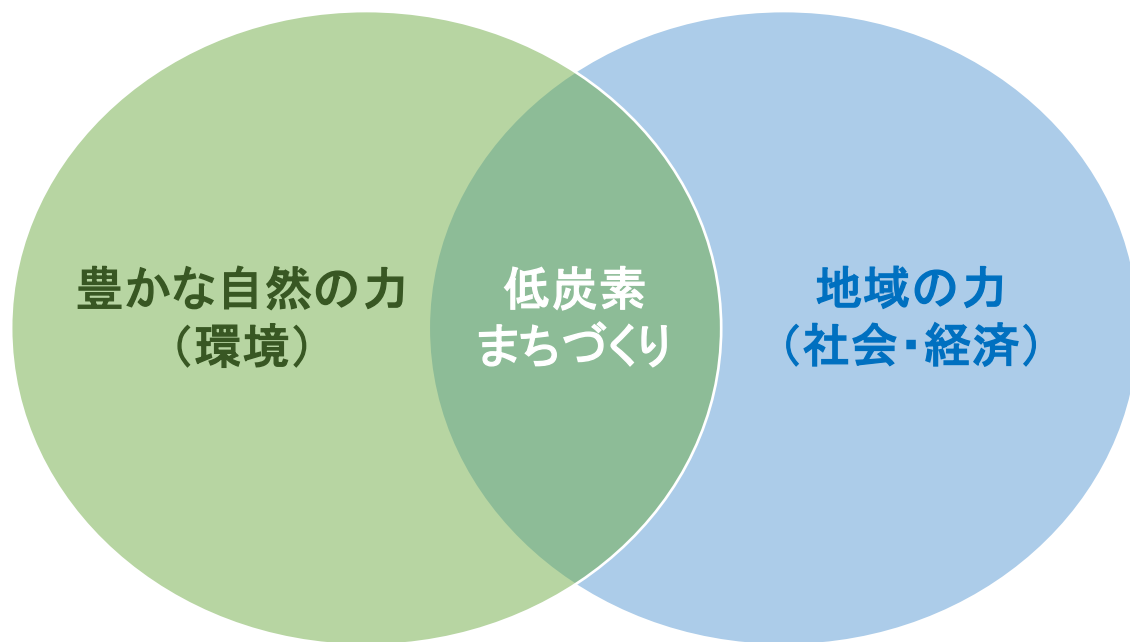 豊かな自然の力
（環境）
低炭素
まちづくり
地域の力
（社会・経済）